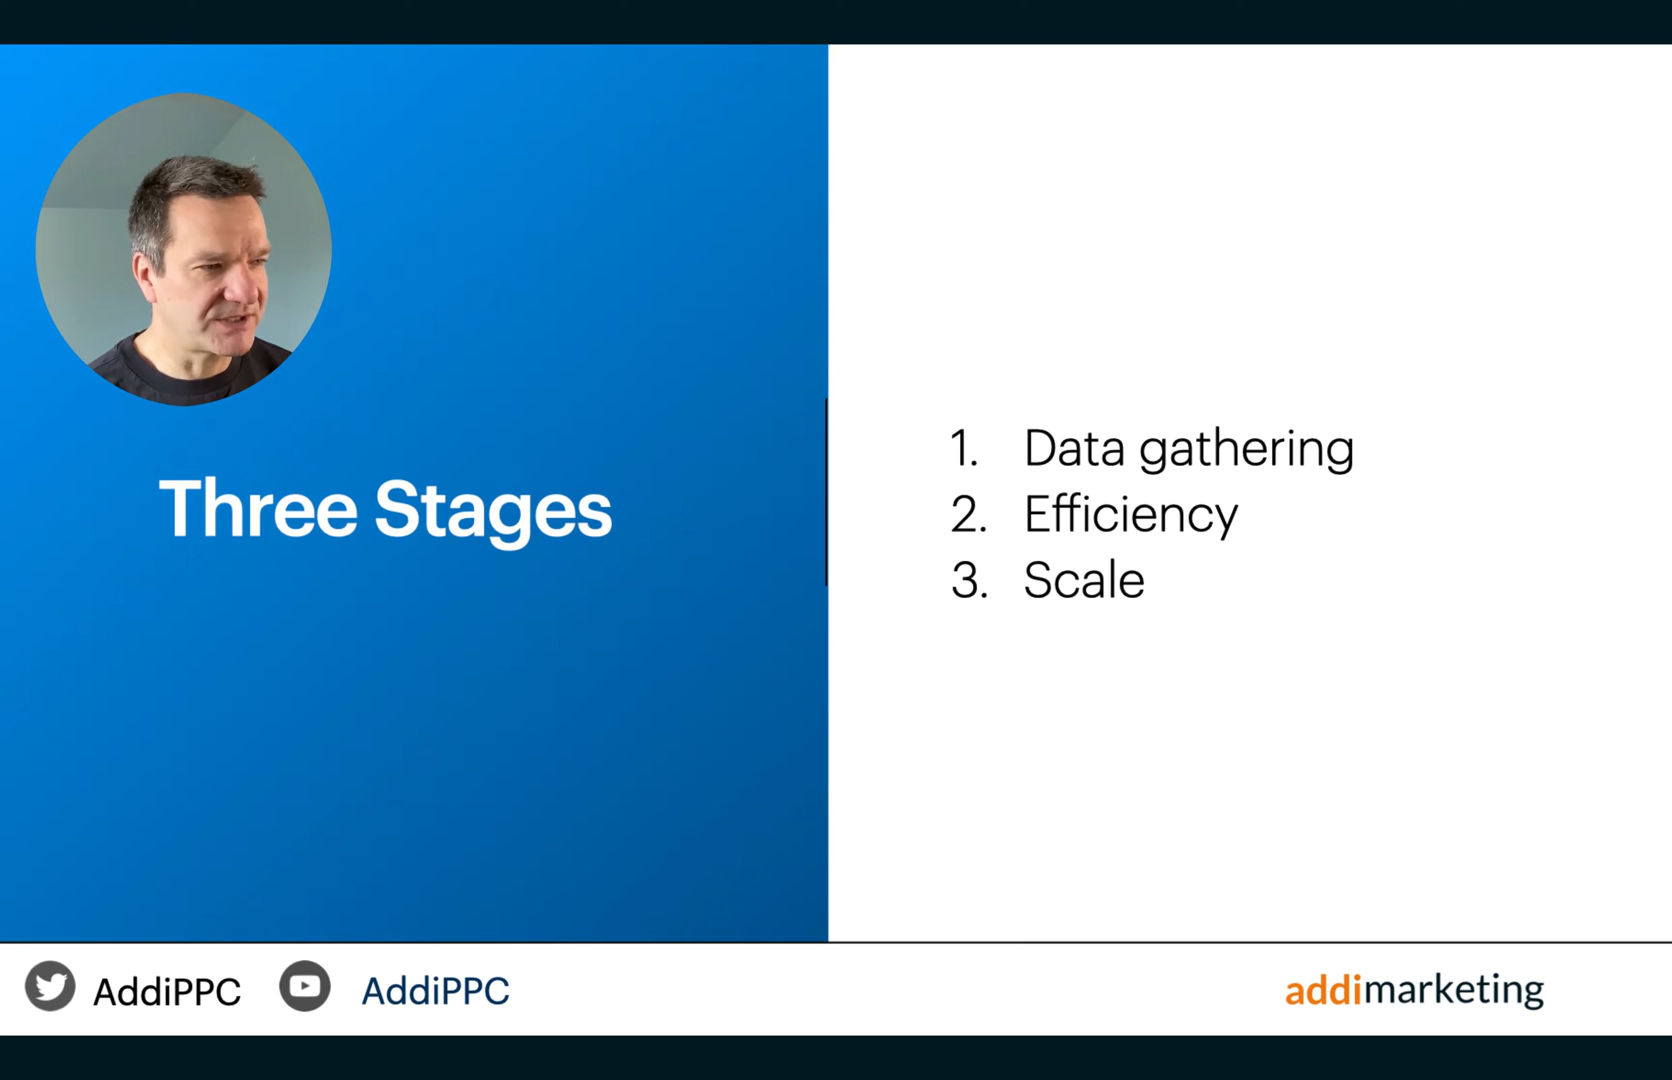 Three Stages
1. Data gathering
2. Efficiency
3. Scale
AddiPPC
AddiPPC
addimarketing